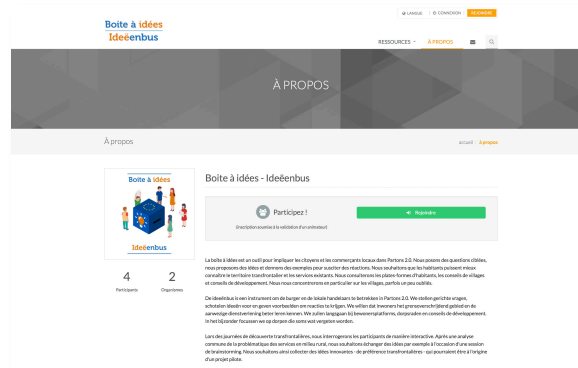 LANGUE
CONNEXION
REJOINDRE
Boite à idées
Ideeënbus
RESSOURCES
À PROPOS
À PROPOS
À propos
accueil / à propos
Boite à idées
Ideeënbus
4
Participants
2
Organismes
Boite à idées - Ideeënbus
Participez !
(Inscription soumise à la validation d'un animateur)
Rejoindre
La boîte à idées est un outil pour impliquer les citoyens et les commerçants locaux dans Partons 2.0. Nous posons des questions ciblées,
nous proposons des idées et donnons des exemples pour susciter des réactions. Nous souhaitons que les habitants puissent mieux
connaître le territoire transfrontalier et les services existants. Nous consulterons les plates-formes d'habitants, les conseils de villages
et conseils de développement. Nous nous concentrerons en particulier sur les villages, parfois un peu oubliés.
De ideeënbus is een instrument om de burger en de lokale handelaars te betrekken in Partons 2.0. We stellen gerichte vragen,
schotelen ideeën voor en geven voorbeelden om reacties te krijgen. We willen dat inwoners het grensoverschrijdend gebied en de
aanwezige dienstverlening beter leren kennen. We zullen langsgaan bij bewonersplatforms, dorpsraden en conseils de développement.
In het bijzonder focussen we op dorpen die soms wat vergeten worden.
Lors des journées de découverte transfrontalières, nous interrogerons les participants de manière interactive. Après une analyse
commune de la problématique des services en milieu rural, nous souhaitons échanger des idées par exemple à l'occasion d'une session
de brainstorming. Nous souhaitons ainsi collecter des idées innovantes - de préférence transfrontalières - qui pourraient être à l'origine
d'un projet pilote.